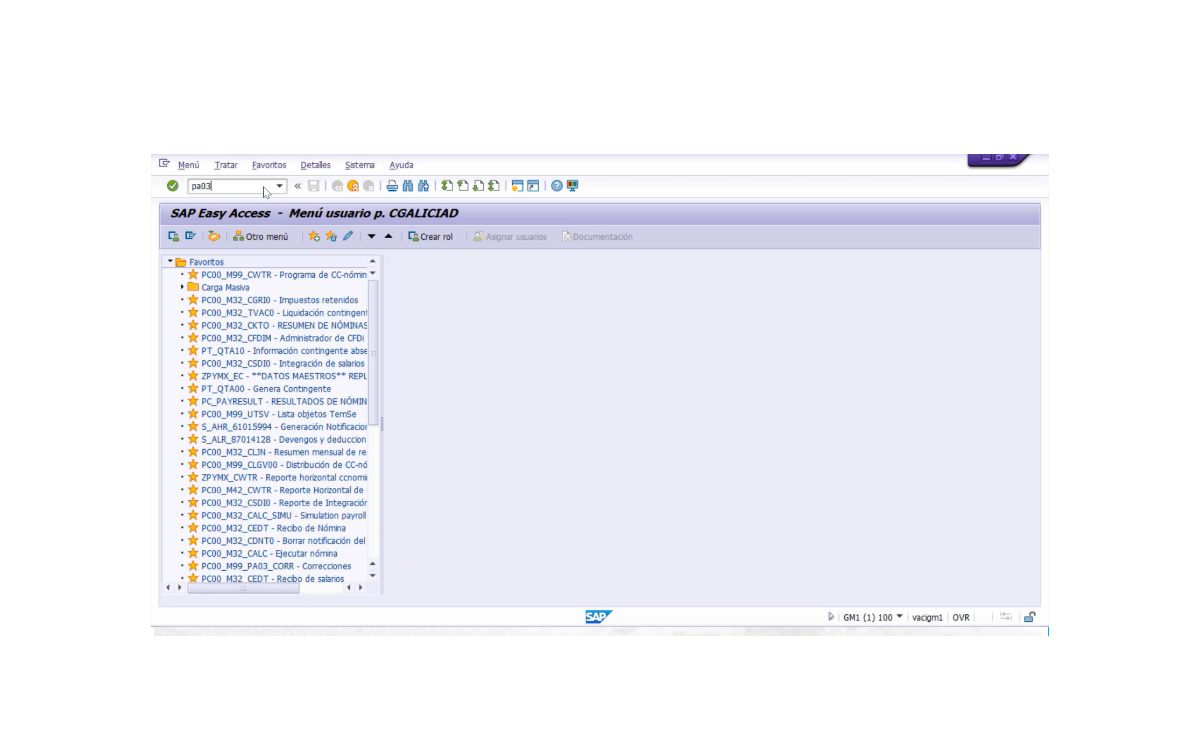 Menú Tratar Favoritos Detalles Sistema Ayuda
pa03
SAP Easy Access - Menú usuario p. CGALICIAD
Otro menú Crear rol Asignar usuarios Documentación
Favoritos
PC00_M99_CWTR - Programa de CC-nómin
Carga Masiva
PC00_M32_CGRI0 - Impuestos retenidos
PC00_M32_TVAC0 - Liquidación contingent
PC00_M32_CKTO - RESUMEN DE NÓMINAS
PC00_M32_CFDIM - Administrador de CFDi
PT_QTA10 - Información contingente abse
PC00_M32_CSDI0 - Integración de salarios
ZPYMX_EC - **DATOS MAESTROS** REPL
PT_QTA00 - Genera Contingente
PC_PAYRESULT - RESULTADOS DE NÓMIN
PC00_M99_UTSV - Lista objetos TemSe
S_AHR_61015994 - Generación Notificacion
S_ALR_87014128 - Devengos y deduccion
PC00_M32_CLJN - Resumen mensual de re
PC00_M99_CLGV00 - Distribución de CC-nó
ZPYMX_CWTR - Reporte horizontal ccnomi
PC00_M42_CWTR - Reporte Horizontal de
PC00_M32_CSDI0 - Reporte de Integración
PC00_M32_CALC_SIMU - Simulation payroll
PC00_M32_CEDT - Recibo de Nómina
PC00_M32_CDNT0 - Borrar notificación del
PC00_M32_CALC - Ejecutar nómina
PC00_M99_PA03_CORR - Correcciones
PC00_M32_CEDT - Recibo de salarios
SAP GM1 (1) 100 vacigm1 OVR